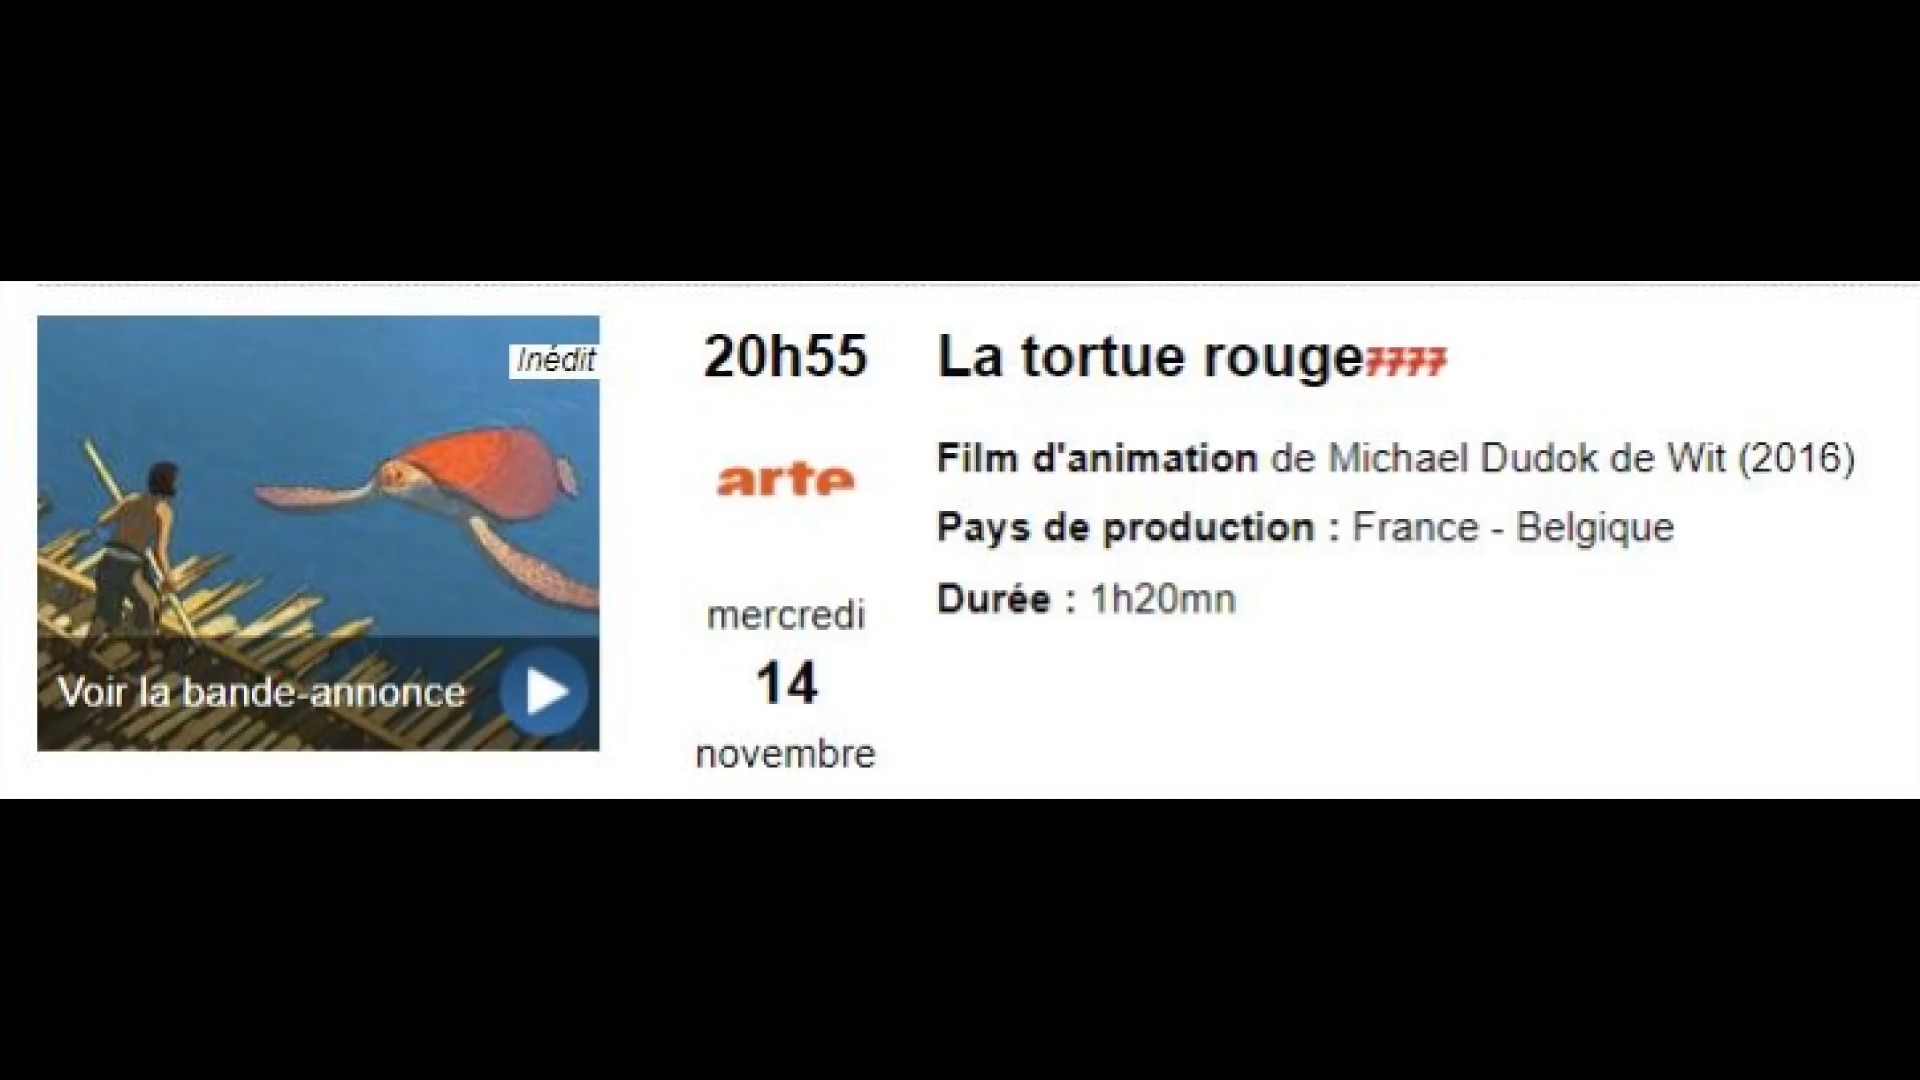 Inédit
Voir la bande-annonce
20h55
arte
mercredi
14
novembre
La tortue rouge7777
Film d'animation de Michael Dudok de Wit (2016)
Pays de production : France - Belgique
Durée : 1h20mn